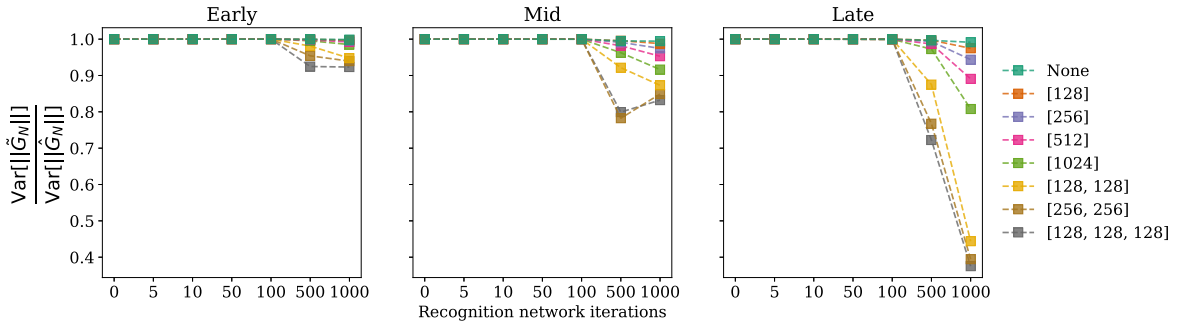 Early
Mid
Late
Var[||G̃_N||]
Var[||Ĝ_N||]
1.0
0.9
0.8
0.7
0.6
0.5
0.4
0 5 10 50 100 500 1000
0 5 10 50 100 500 1000
0 5 10 50 100 500 1000
Recognition network iterations
None
[128]
[256]
[512]
[1024]
[128, 128]
[256, 256]
[128, 128, 128]